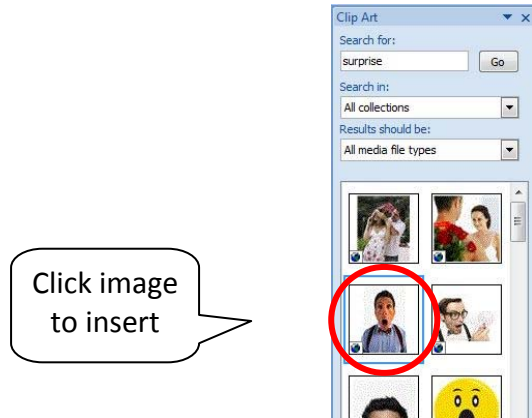 Clip Art
Search for:
surprise
Go
Search in:
All collections
Results should be:
All media file types
Click image
to insert